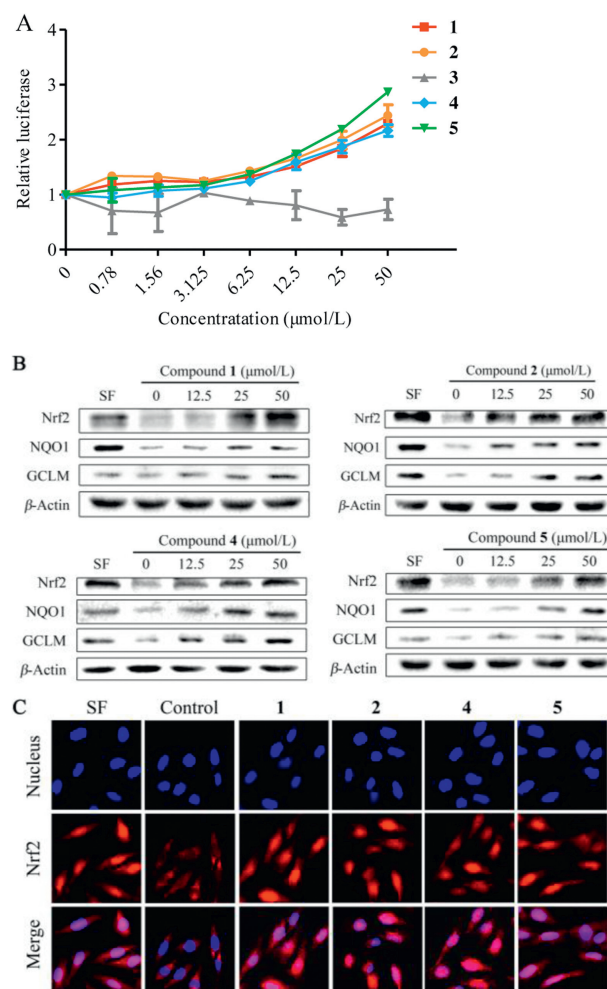 A
Relative luciferase
4
3
2
1
0
1
2
3
4
5
0 0.78 1.56 3.125 6.25 12.5 25 50
Concentratation (μmol/L)
B
SF Compound 1 (μmol/L)
0 12.5 25 50
Nrf2
NQO1
GCLM
β-Actin
SF Compound 2 (μmol/L)
0 12.5 25 50
Nrf2
NQO1
GCLM
β-Actin
SF Compound 4 (μmol/L)
0 12.5 25 50
Nrf2
NQO1
GCLM
β-Actin
SF Compound 5 (μmol/L)
0 12.5 25 50
Nrf2
NQO1
GCLM
β-Actin
C
SF Control 1 2 4 5
Nucleus
Nrf2
Merge